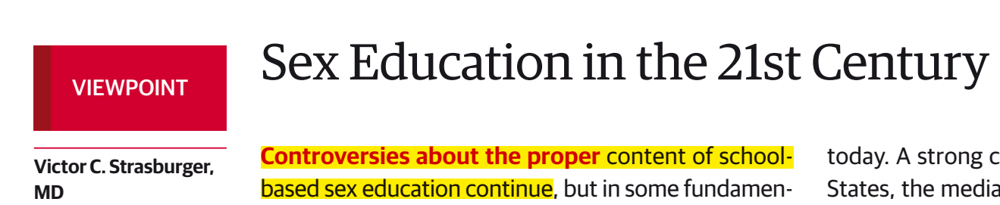 Sex Education in the 21st Century
VIEWPOINT
Victor C. Strasburger,
MD
Controversies about the proper content of school-
based sex education continue, but in some fundamen-
today. A strong
States, the media